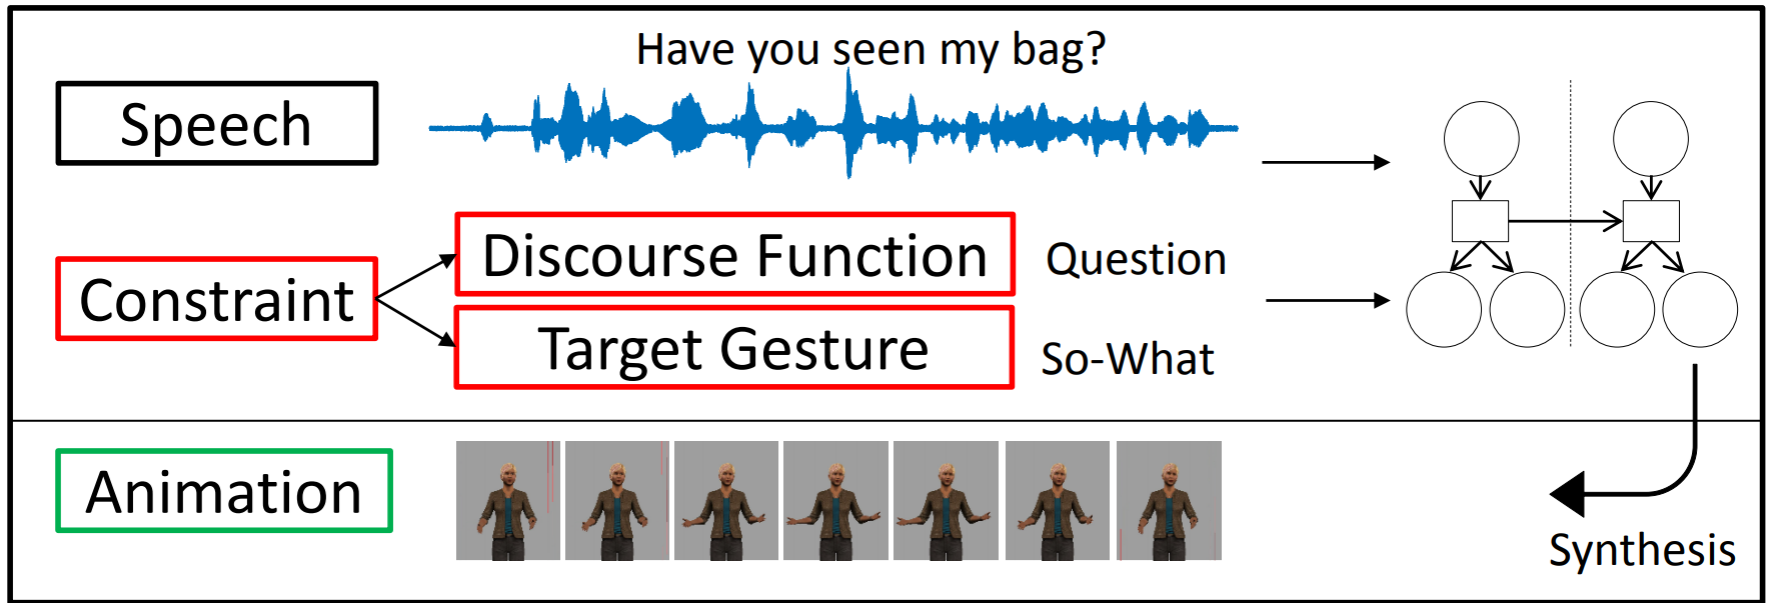 Have you seen my bag?
Speech
Discourse Function
Question
Constraint
Target Gesture
So-What
Animation
Synthesis